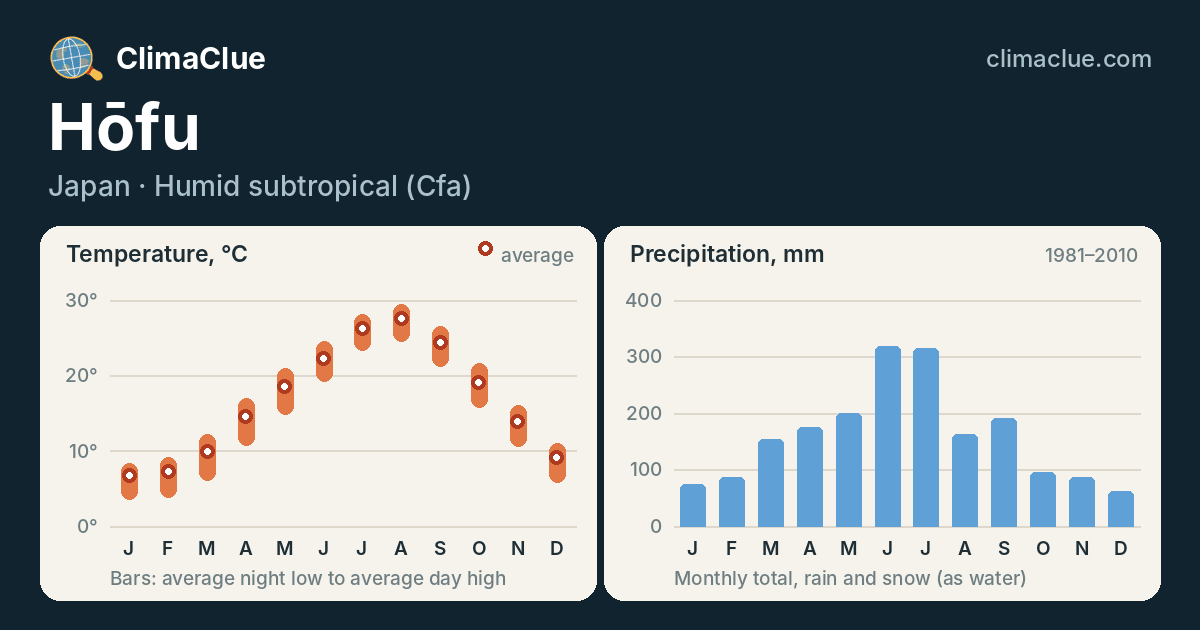 ClimaClue
climaclue.com
Hōfu
Japan · Humid subtropical (Cfa)
Temperature, °C
average
30°
20°
10°
0°
J F M A M J J A S O N D
Bars: average night low to average day high
Precipitation, mm
1981–2010
400
300
200
100
0
J F M A M J J A S O N D
Monthly total, rain and snow (as water)